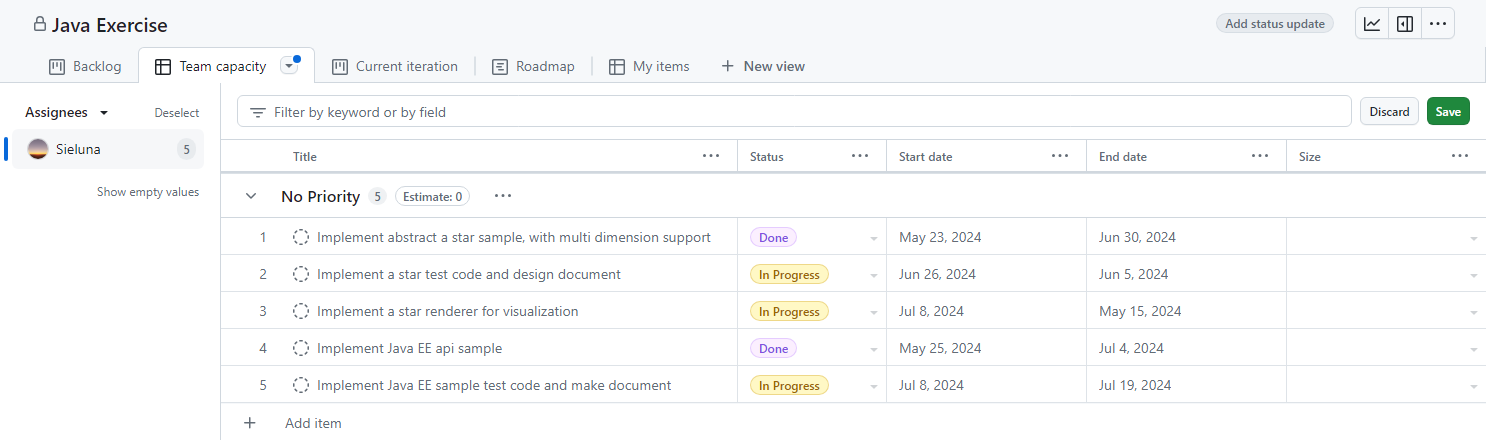 Java Exercise
Add status update
Backlog
Team capacity
Current iteration
Roadmap
My items
New view
Assignees
Deselect
Sieluna 5
Show empty values
Filter by keyword or by field
Discard
Save
Title Status Start date End date Size
No Priority 5 Estimate: 0
1 Implement abstract a star sample, with multi dimension support Done May 23, 2024 Jun 30, 2024
2 Implement a star test code and design document In Progress Jun 26, 2024 Jun 5, 2024
3 Implement a star renderer for visualization In Progress Jul 8, 2024 May 15, 2024
4 Implement Java EE api sample Done May 25, 2024 Jul 4, 2024
5 Implement Java EE sample test code and make document In Progress Jul 8, 2024 Jul 19, 2024
Add item